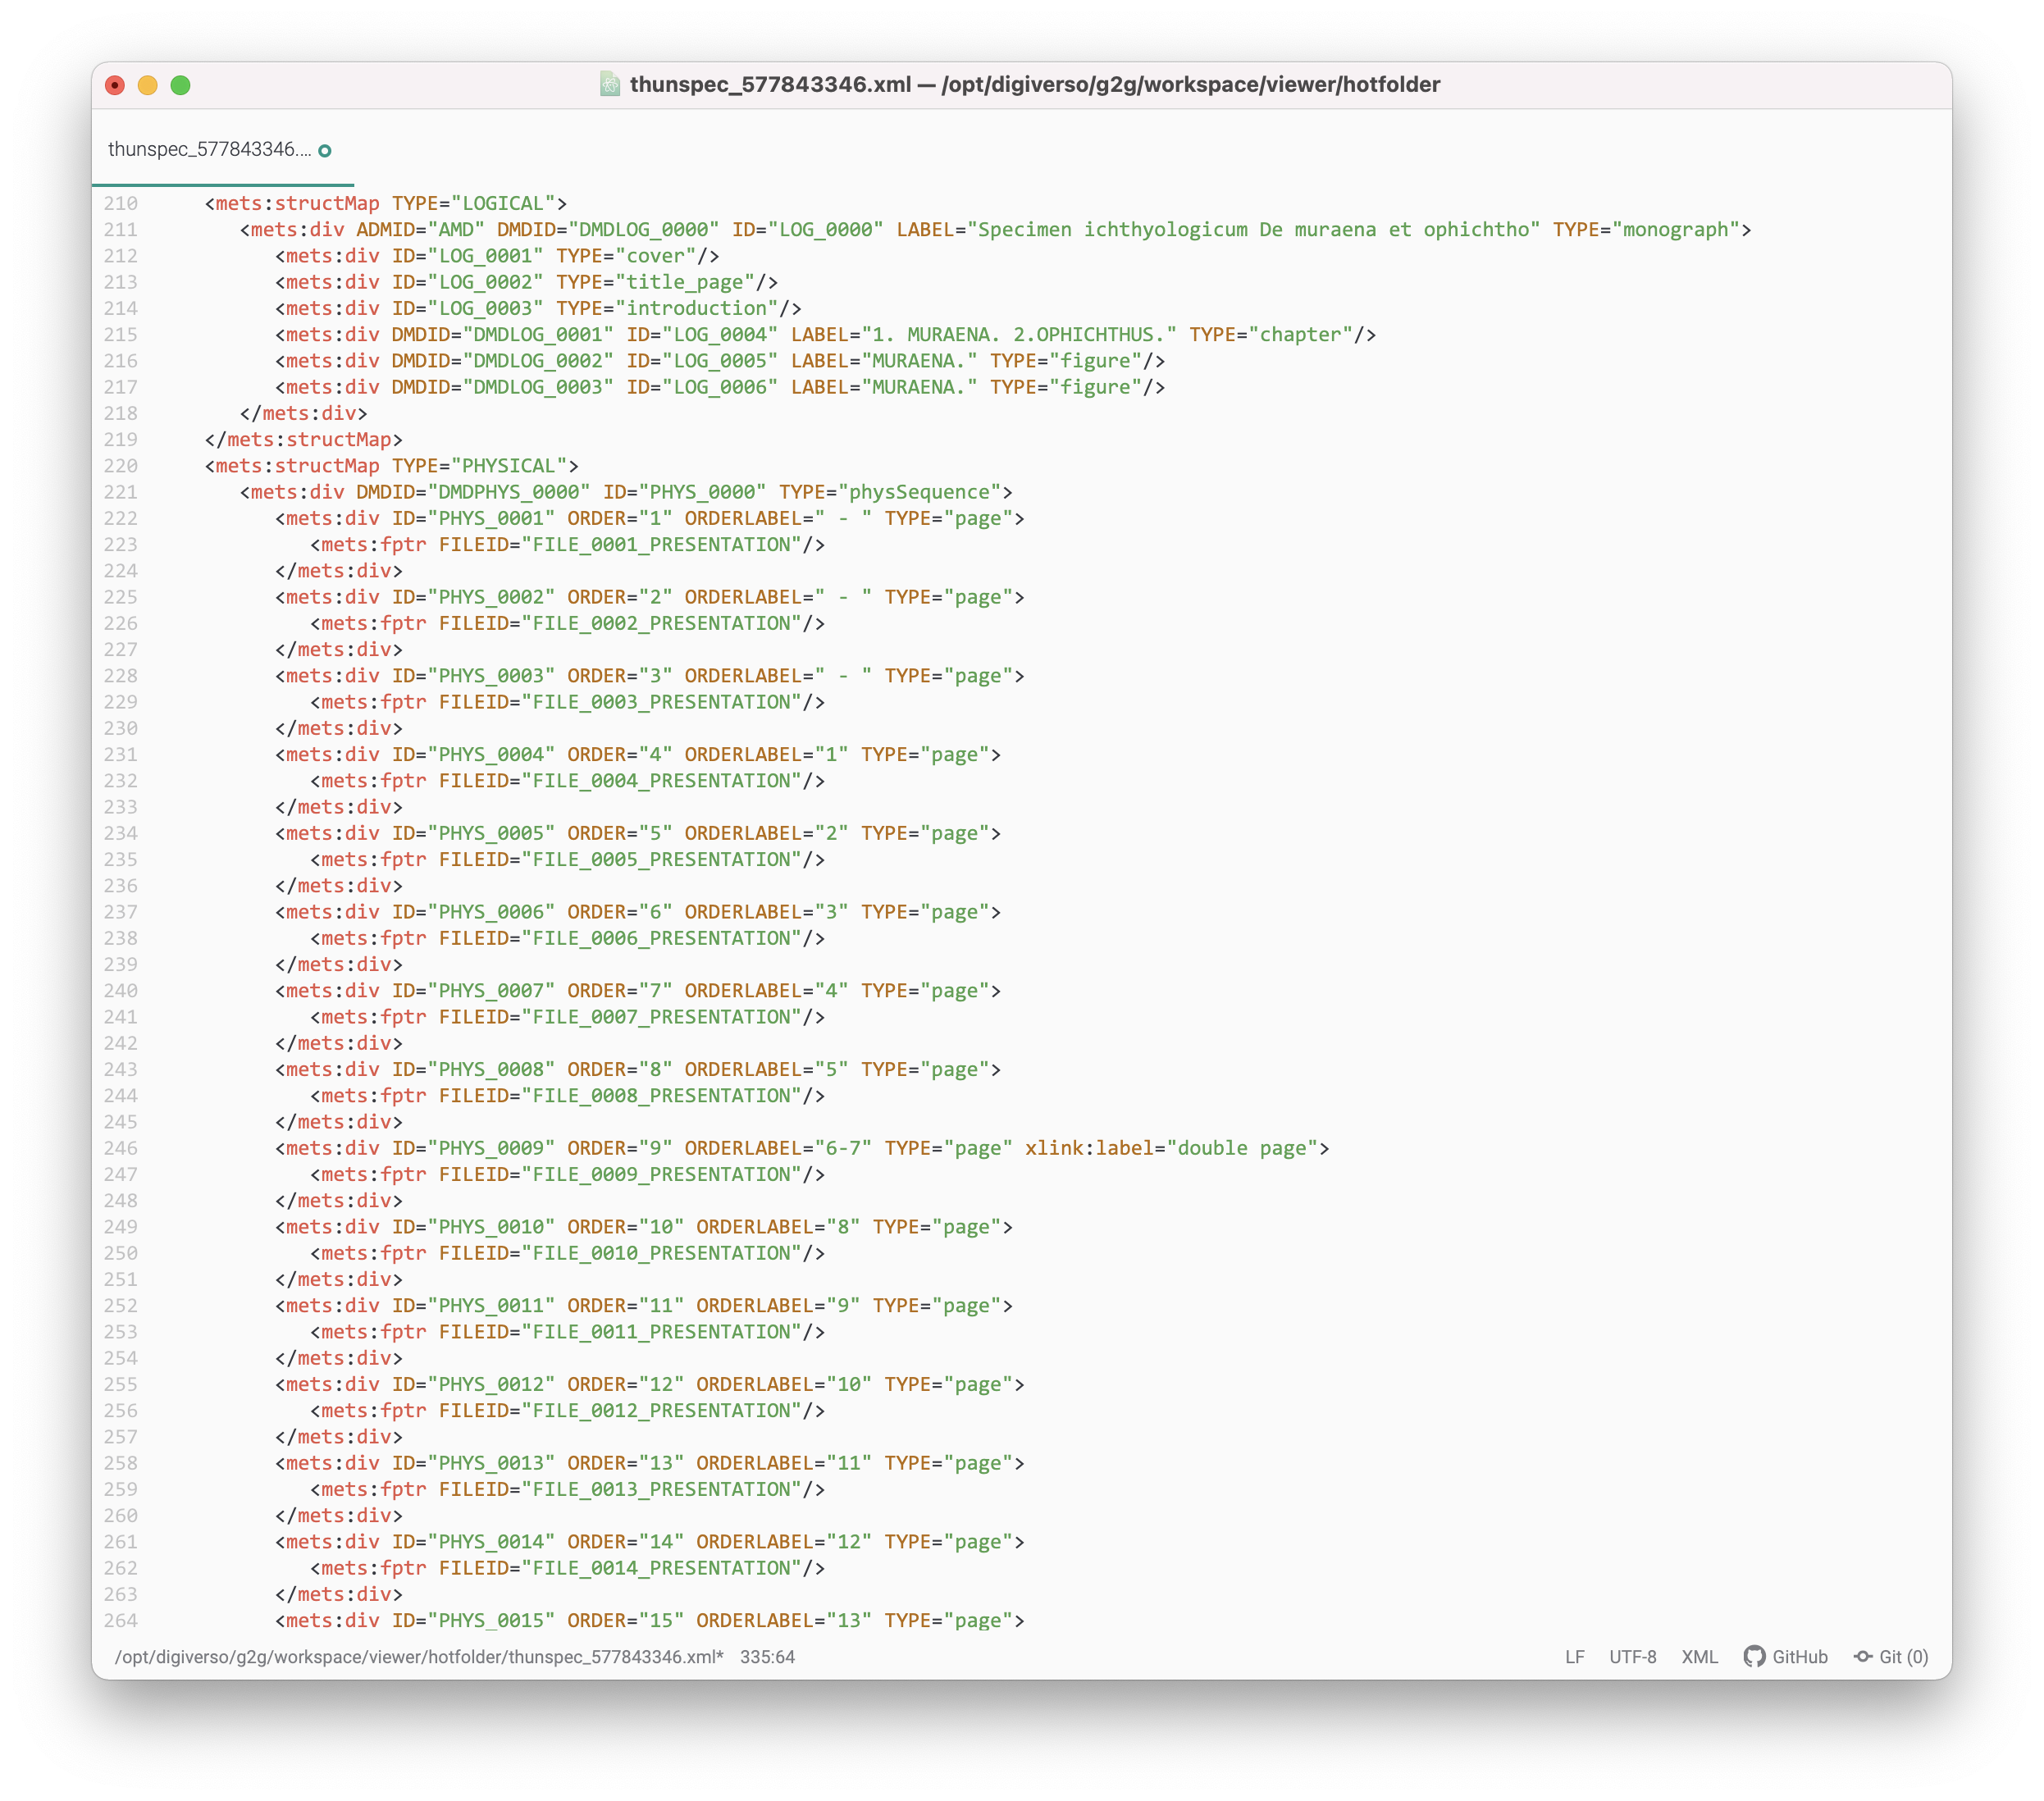 thunspec_577843346.xml — /opt/digiverso/g2g/workspace/viewer/hotfolder
thunspec_577843346....
210 <mets:structMap TYPE="LOGICAL">
211 <mets:div ADMID="AMD" DMDID="DMDLOG_0000" ID="LOG_0000" LABEL="Specimen ichthyologicum De muraena et ophichtho" TYPE="monograph">
212 <mets:div ID="LOG_0001" TYPE="cover"/>
213 <mets:div ID="LOG_0002" TYPE="title_page"/>
214 <mets:div ID="LOG_0003" TYPE="introduction"/>
215 <mets:div DMDID="DMDLOG_0001" ID="LOG_0004" LABEL="1. MURAENA. 2.OPHICHTHUS." TYPE="chapter"/>
216 <mets:div DMDID="DMDLOG_0002" ID="LOG_0005" LABEL="MURAENA." TYPE="figure"/>
217 <mets:div DMDID="DMDLOG_0003" ID="LOG_0006" LABEL="MURAENA." TYPE="figure"/>
218 </mets:div>
219 </mets:structMap>
220 <mets:structMap TYPE="PHYSICAL">
221 <mets:div DMDID="DMDPHYS_0000" ID="PHYS_0000" TYPE="physSequence">
222 <mets:div ID="PHYS_0001" ORDER="1" ORDERLABEL=" - " TYPE="page">
223 <mets:fptr FILEID="FILE_0001_PRESENTATION"/>
224 </mets:div>
225 <mets:div ID="PHYS_0002" ORDER="2" ORDERLABEL=" - " TYPE="page">
226 <mets:fptr FILEID="FILE_0002_PRESENTATION"/>
227 </mets:div>
228 <mets:div ID="PHYS_0003" ORDER="3" ORDERLABEL=" - " TYPE="page">
229 <mets:fptr FILEID="FILE_0003_PRESENTATION"/>
230 </mets:div>
231 <mets:div ID="PHYS_0004" ORDER="4" ORDERLABEL="1" TYPE="page">
232 <mets:fptr FILEID="FILE_0004_PRESENTATION"/>
233 </mets:div>
234 <mets:div ID="PHYS_0005" ORDER="5" ORDERLABEL="2" TYPE="page">
235 <mets:fptr FILEID="FILE_0005_PRESENTATION"/>
236 </mets:div>
237 <mets:div ID="PHYS_0006" ORDER="6" ORDERLABEL="3" TYPE="page">
238 <mets:fptr FILEID="FILE_0006_PRESENTATION"/>
239 </mets:div>
240 <mets:div ID="PHYS_0007" ORDER="7" ORDERLABEL="4" TYPE="page">
241 <mets:fptr FILEID="FILE_0007_PRESENTATION"/>
242 </mets:div>
243 <mets:div ID="PHYS_0008" ORDER="8" ORDERLABEL="5" TYPE="page">
244 <mets:fptr FILEID="FILE_0008_PRESENTATION"/>
245 </mets:div>
246 <mets:div ID="PHYS_0009" ORDER="9" ORDERLABEL="6-7" TYPE="page" xlink:label="double page">
247 <mets:fptr FILEID="FILE_0009_PRESENTATION"/>
248 </mets:div>
249 <mets:div ID="PHYS_0010" ORDER="10" ORDERLABEL="8" TYPE="page">
250 <mets:fptr FILEID="FILE_0010_PRESENTATION"/>
251 </mets:div>
252 <mets:div ID="PHYS_0011" ORDER="11" ORDERLABEL="9" TYPE="page">
253 <mets:fptr FILEID="FILE_0011_PRESENTATION"/>
254 </mets:div>
255 <mets:div ID="PHYS_0012" ORDER="12" ORDERLABEL="10" TYPE="page">
256 <mets:fptr FILEID="FILE_0012_PRESENTATION"/>
257 </mets:div>
258 <mets:div ID="PHYS_0013" ORDER="13" ORDERLABEL="11" TYPE="page">
259 <mets:fptr FILEID="FILE_0013_PRESENTATION"/>
260 </mets:div>
261 <mets:div ID="PHYS_0014" ORDER="14" ORDERLABEL="12" TYPE="page">
262 <mets:fptr FILEID="FILE_0014_PRESENTATION"/>
263 </mets:div>
264 <mets:div ID="PHYS_0015" ORDER="15" ORDERLABEL="13" TYPE="page">
/opt/digiverso/g2g/workspace/viewer/hotfolder/thunspec_577843346.xml* 335:64 LF UTF-8 XML GitHub Git (0)